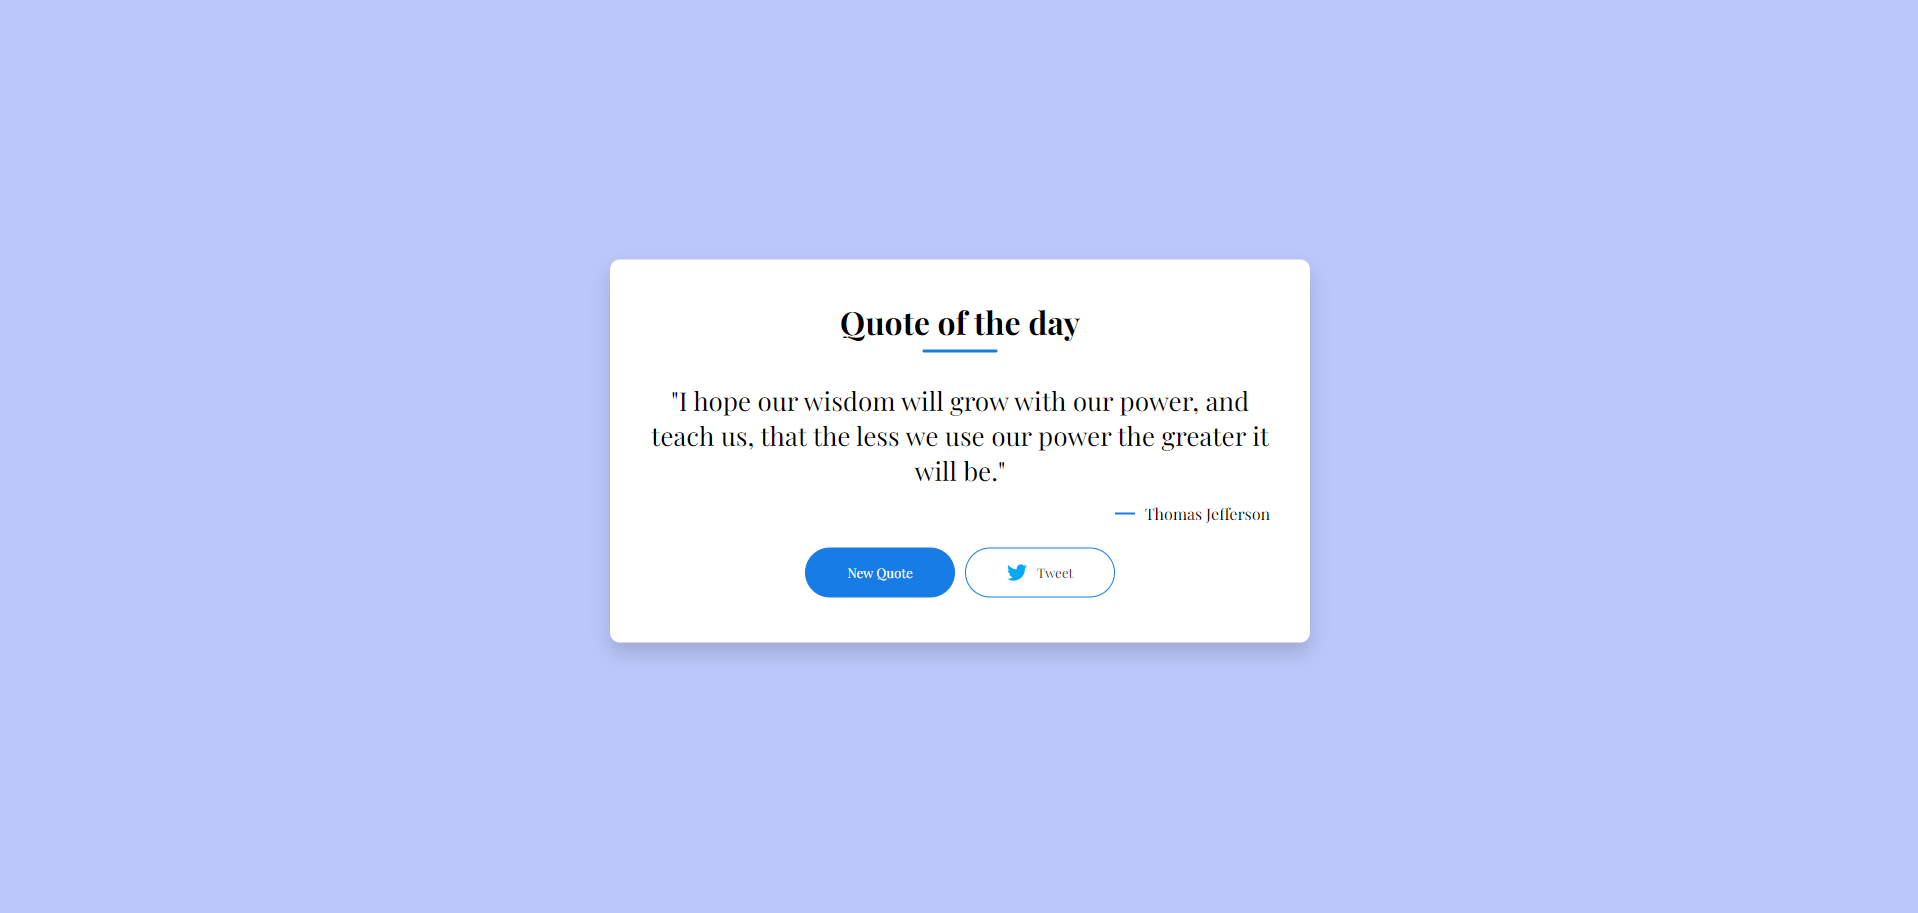 Quote of the day
"I hope our wisdom will grow with our power, and
teach us, that the less we use our power the greater it
will be."
Thomas Jefferson
New Quote
Tweet